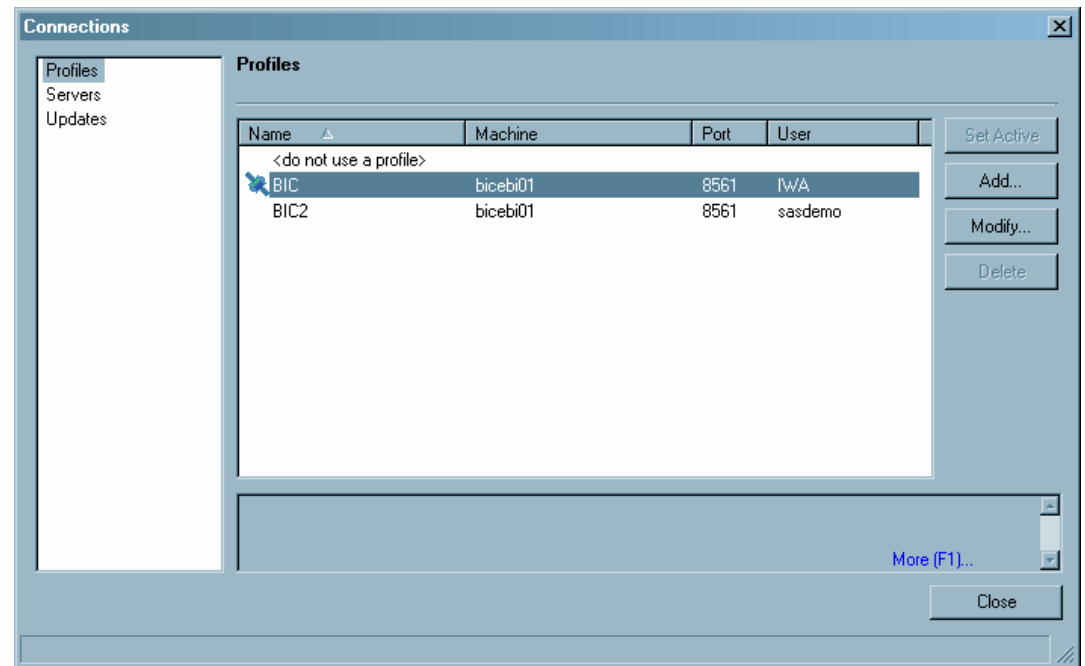 Connections
Profiles
Servers
Updates
Profiles
Name Machine Port User
<do not use a profile>
BIC bicebi01 8561 IWA
BIC2 bicebi01 8561 sasdemo
Set Active
Add...
Modify...
Delete
More (F1)...
Close